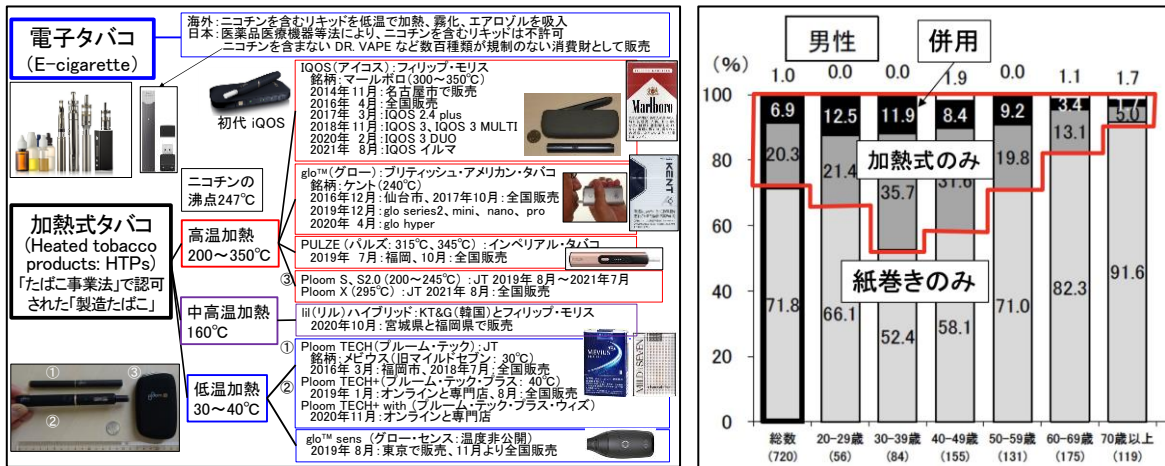 電子タバコ
(E-cigarette)
海外:ニコチンを含むリキッドを低温で加熱、霧化、エアロゾルを吸入
日本:医薬品医療機器等法により、ニコチンを含むリキッドは不許可
ニコチンを含まない DR. VAPE など数百種類が規制のない消費財として販売
初代 iQOS
ニコチンの
沸点247℃
加熱式タバコ
(Heated tobacco
products: HTPs)
「たばこ事業法」で認可
された「製造たばこ」
高温加熱
200～350℃
IQOS(アイコス):フィリップ・モリス
銘柄:マールボロ(300～350℃)
2014年11月:名古屋市で販売
2016年 4月:全国販売
2017年 3月:IQOS 2.4 plus
2018年11月:IQOS 3、IQOS 3 MULTI
2020年 2月:IQOS 3 DUO
2021年 8月:IQOS イルマ
Marlboro
glo™(グロー):ブリティッシュ・アメリカン・タバコ
銘柄:ケント(240℃)
2016年12月:仙台市、2017年10月:全国販売
2019年12月:glo series2、mini、nano、pro
2020年 4月:glo hyper
KENT
PULZE(パルズ:315℃、345℃):インペリアル・タバコ
2019年 7月:福岡、10月:全国販売
③
Ploom S、S2.0(200～245℃):JT 2019年 8月～2021年7月
Ploom X(295℃):JT 2021年 8月:全国販売
中高温加熱
160℃
lil(リル)ハイブリッド:KT&G(韓国)とフィリップ・モリス
2020年10月:宮城県と福岡県で販売
低温加熱
30～40℃
①
Ploom TECH(プルーム・テック):JT
銘柄:メビウス(旧マイルドセブン:30℃)
2016年 3月:福岡市、2018年7月、全国販売
②
Ploom TECH+(プルーム・テック・プラス:40℃)
2019年 1月:オンラインと専門店、8月:全国販売
Ploom TECH+ with(プルーム・テック・プラス・ウィズ)
2020年11月:オンラインと専門店
MEVIUS
MILD SEVEN
glo™ sens(グロー・センス:温度非公開)
2019年 8月:東京で販売、11月より全国販売
①
③
②
男性
併用
(%)
1.0 0.0 0.0 1.9 0.0 1.1 1.7
100
6.9 12.5 11.9 8.4 9.2 3.4 1.7
加熱式のみ
20.3 21.4 35.7 31.6 19.8 13.1 5.0
80
60
紙巻きのみ
71.8 66.1 52.4 58.1 71.0 82.3 91.6
40
20
0
総数 20-29歳 30-39歳 40-49歳 50-59歳 60-69歳 70歳以上
(720) (56) (84) (155) (131) (175) (119)